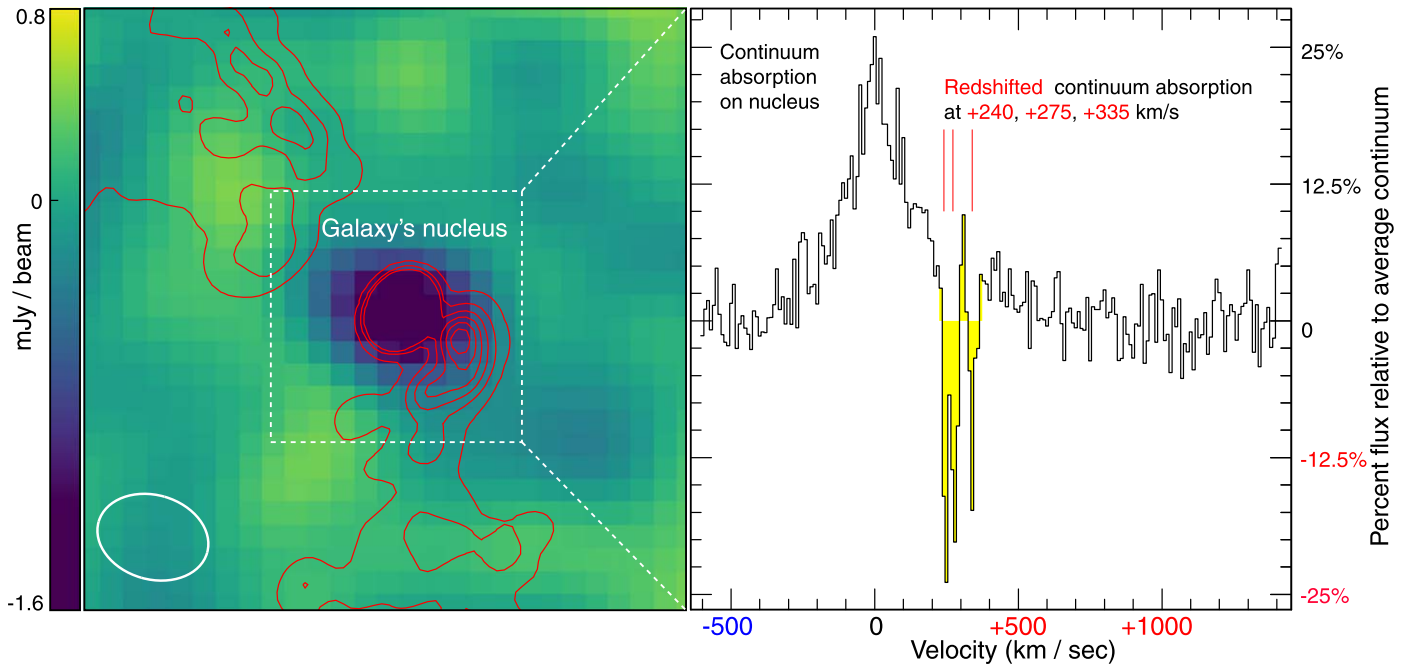 0.8
0
-1.6
mJy / beam
Galaxy's nucleus
Continuum
absorption
on nucleus
Redshifted continuum absorption
at +240, +275, +335 km/s
25%
12.5%
0
-12.5%
-25%
Percent flux relative to average continuum
-500 0 +500 +1000
Velocity (km / sec)